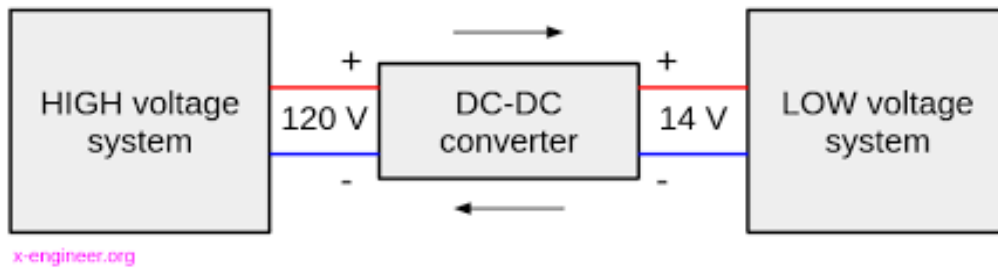 HIGH voltage
system
+
120 V
-
DC-DC
converter
+
14 V
-
LOW voltage
system
x-engineer.org